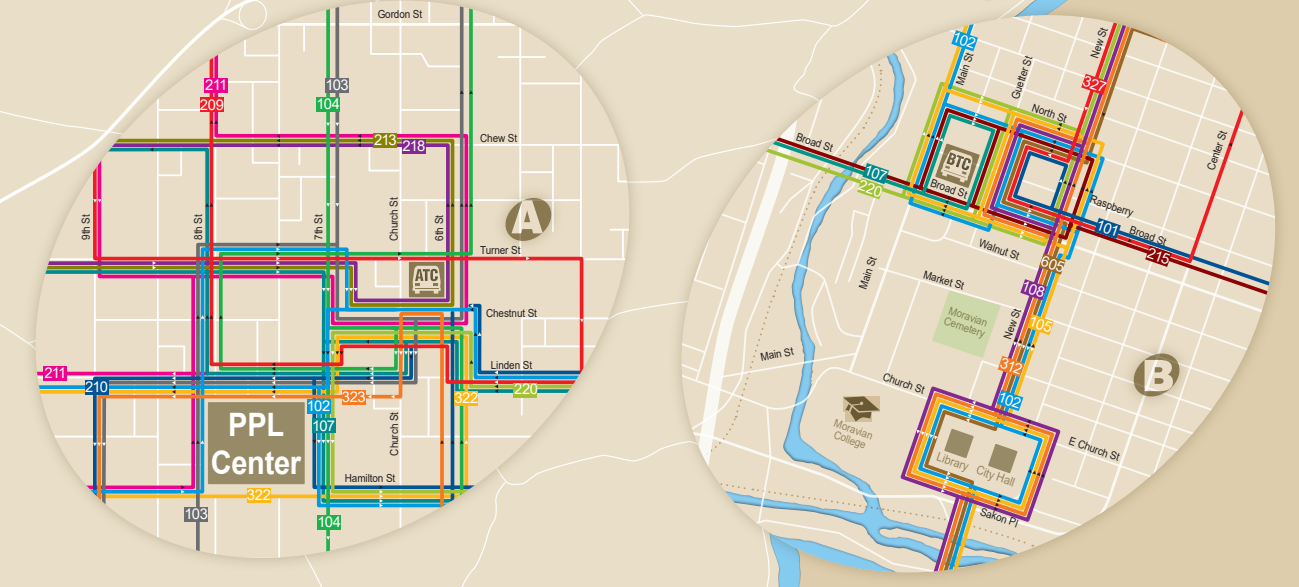 Gordon St
211
209
103
104
Chew St
213
218
9th St
8th St
7th St
Church St
6th St
A
Turner St
ATC
Chestnut St
Linden St
211
210
220
323
322
102
107
PPL
Center
Church St
Hamilton St
322
103
104
102
Main St
Guetter St
New St
327
North St
Center St
Broad St
107
220
BTC
Broad St
Raspberry
101
Broad St
215
Walnut St
605
Main St
Market St
108
Moravian
Cemetery
New St
105
Main St
312
B
Church St
102
Moravian
College
E Church St
Library
City Hall
Sakon Pl